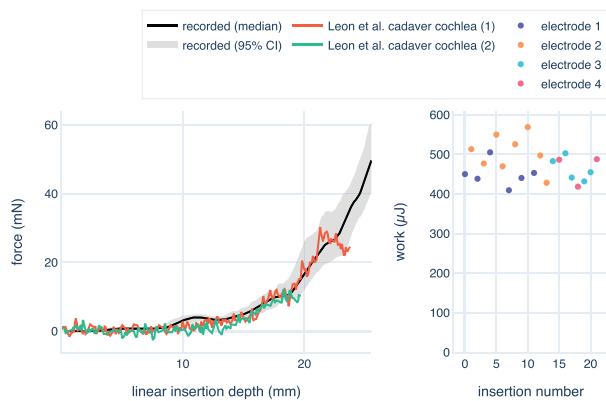 recorded (median)
recorded (95% CI)
Leon et al. cadaver cochlea (1)
Leon et al. cadaver cochlea (2)
electrode 1
electrode 2
electrode 3
electrode 4
force (mN)
60
40
20
0
10
20
linear insertion depth (mm)
work (µJ)
600
500
400
300
200
100
0
0
5
10
15
20
insertion number